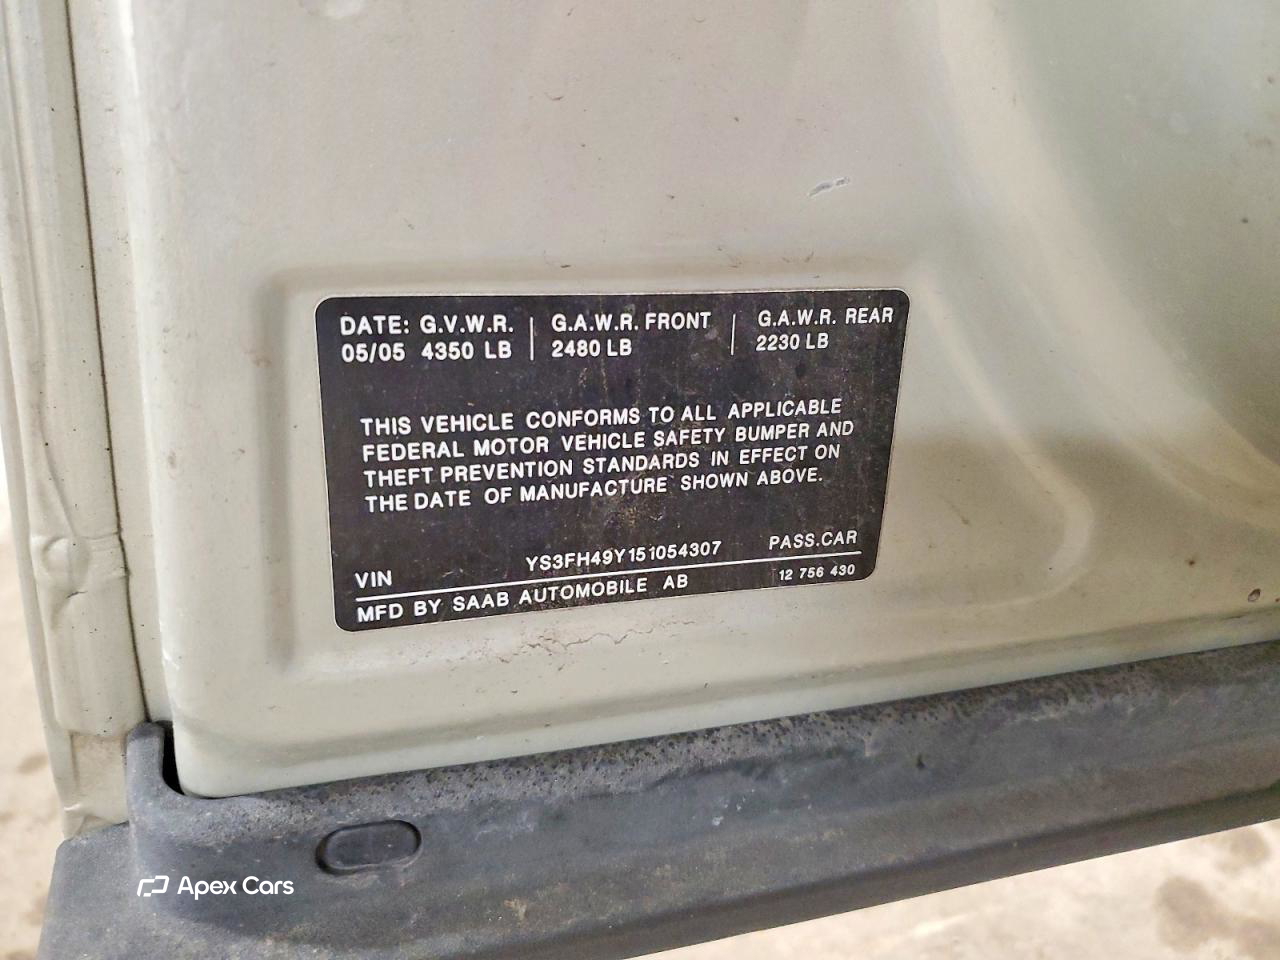 DATE: G.V.W.R. G.A.W.R. FRONT G.A.W.R. REAR
05/05 4350 LB 2480 LB 2230 LB
THIS VEHICLE CONFORMS TO ALL APPLICABLE
FEDERAL MOTOR VEHICLE SAFETY BUMPER AND
THEFT PREVENTION STANDARDS IN EFFECT ON
THE DATE OF MANUFACTURE SHOWN ABOVE.
VIN YS3FH49Y151054307 PASS.CAR
MFD BY SAAB AUTOMOBILE AB 12 756 430
Apex Cars